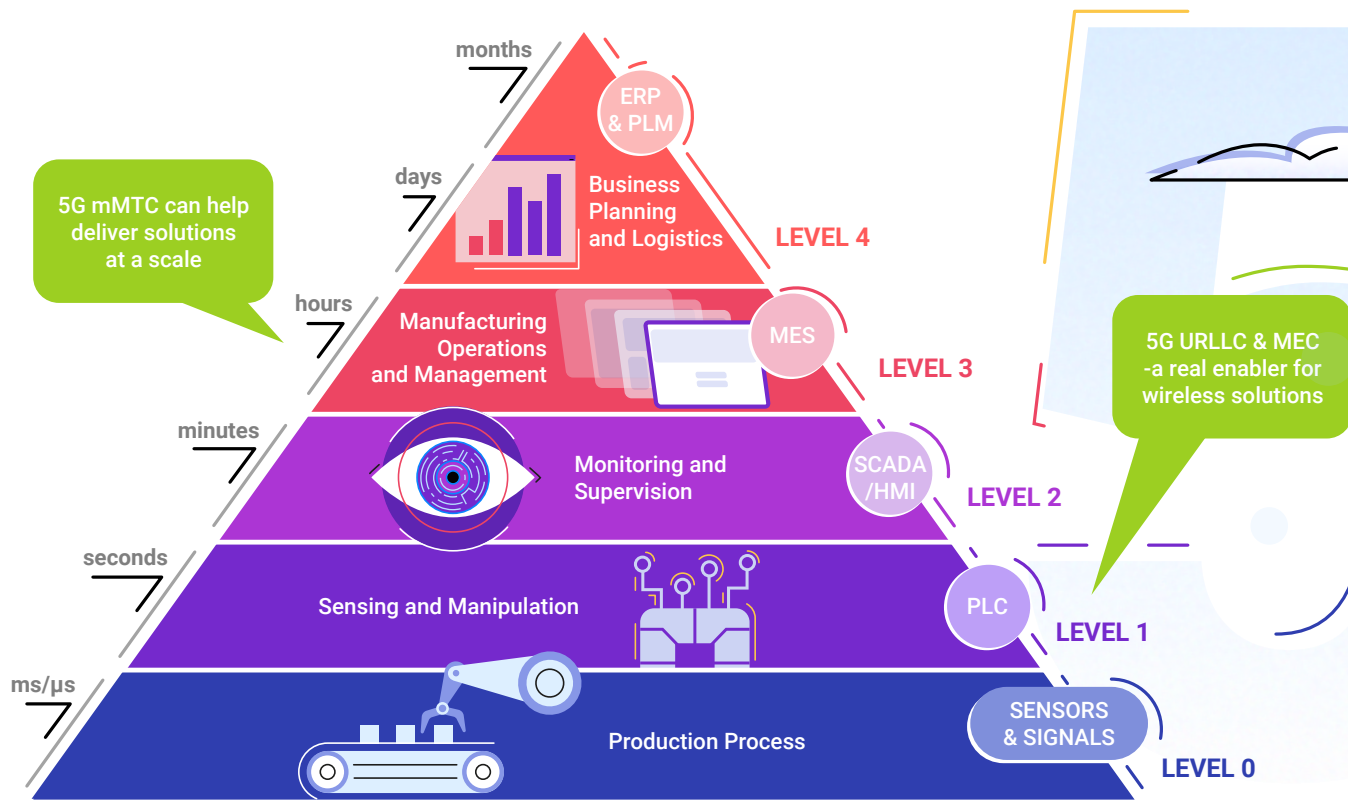 months
ERP
& PLM
days
5G mMTC can help
deliver solutions
at a scale
Business
Planning
and Logistics
LEVEL 4
hours
Manufacturing
Operations
and Management
MES
LEVEL 3
5G URLLC & MEC
-a real enabler for
wireless solutions
minutes
Monitoring and
Supervision
SCADA
/HMI
LEVEL 2
seconds
Sensing and Manipulation
PLC
LEVEL 1
ms/µs
Production Process
SENSORS
& SIGNALS
LEVEL 0